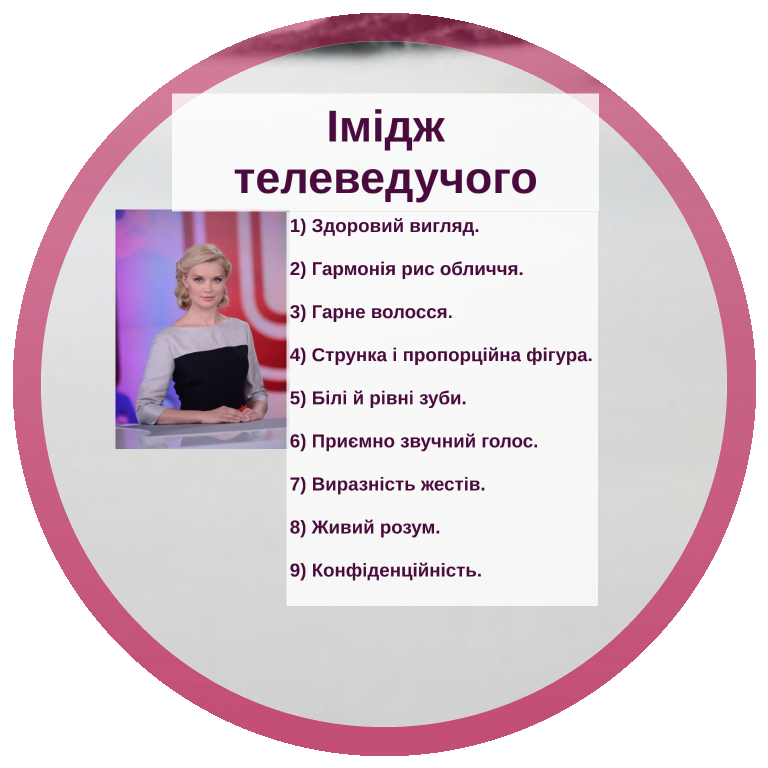 Імідж
телеведучого
1) Здоровий вигляд.
2) Гармонія рис обличчя.
3) Гарне волосся.
4) Струнка і пропорційна фігура.
5) Білі й рівні зуби.
6) Приємно звучний голос.
7) Виразність жестів.
8) Живий розум.
9) Конфіденційність.